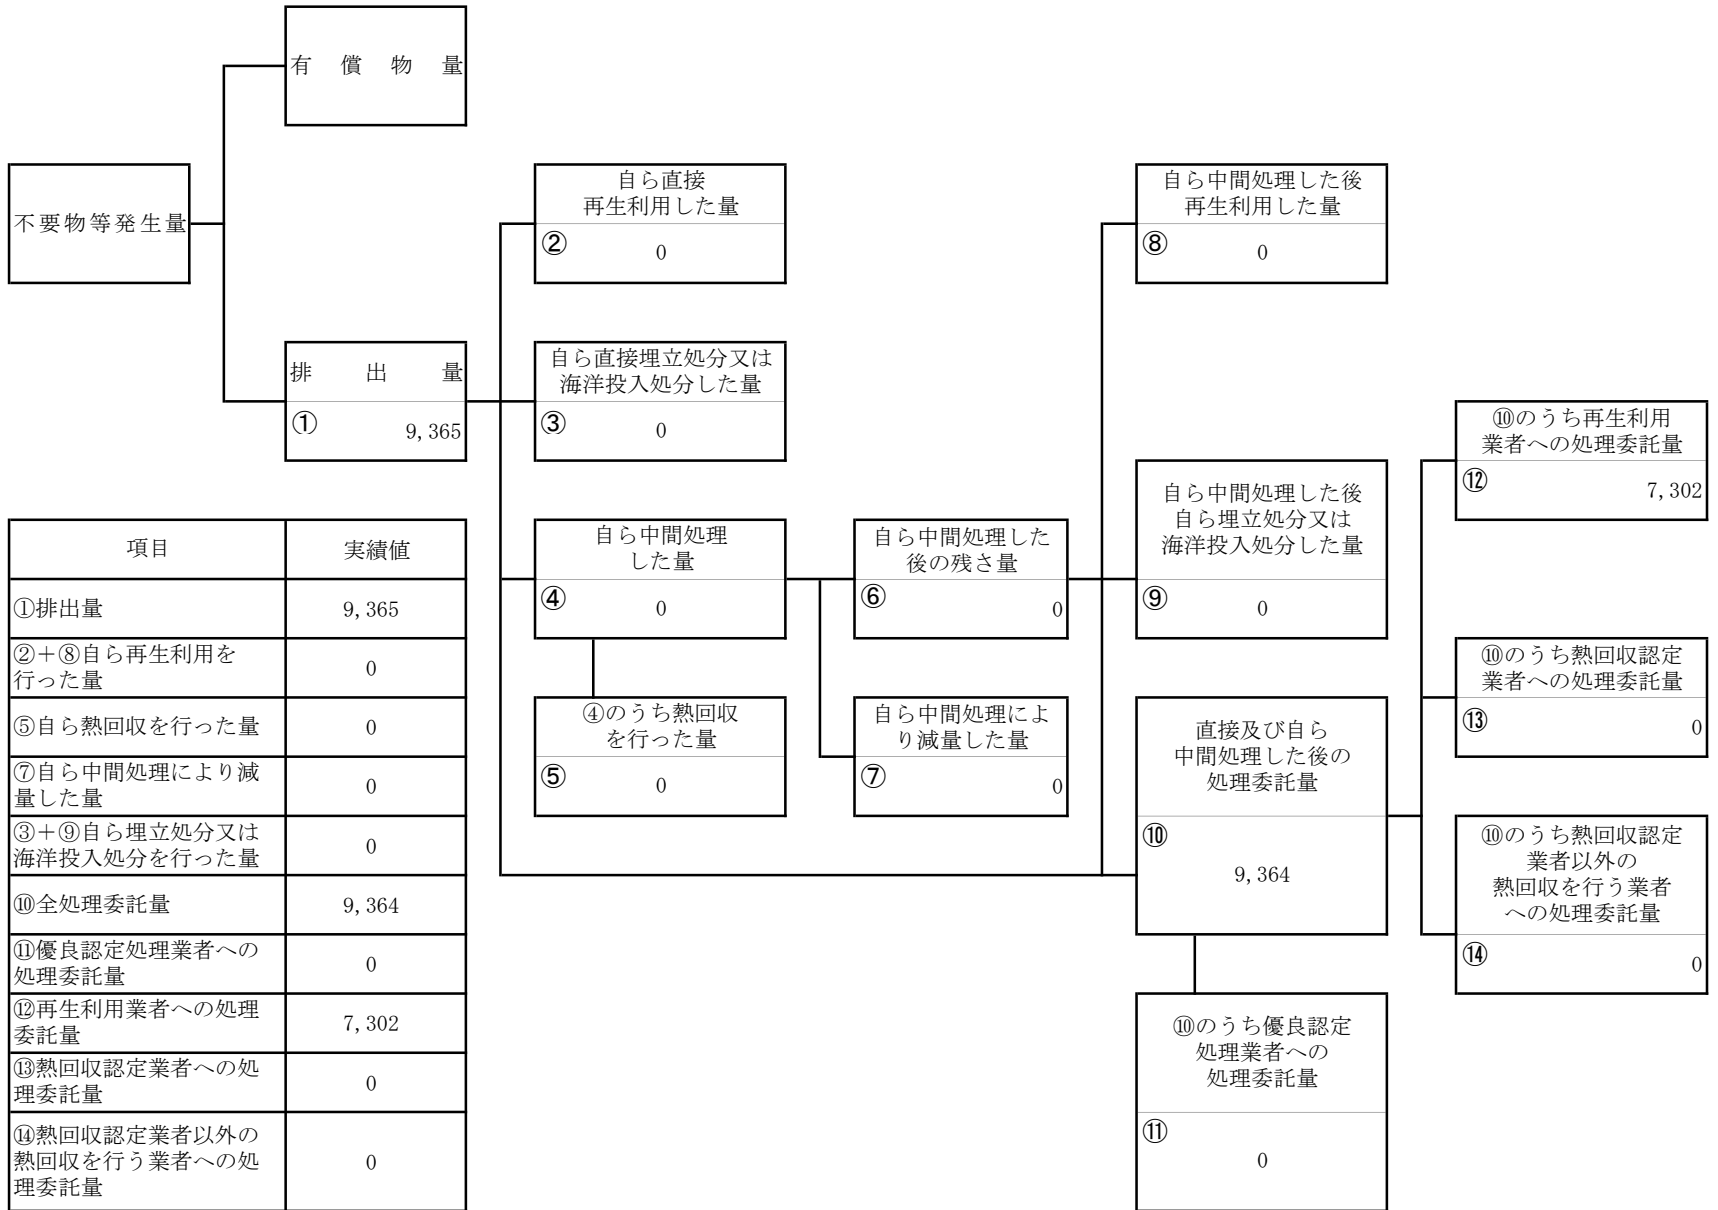 有償物量
不要物等発生量
排出量
① 9,365
自ら直接
再生利用した量
② 0
自ら直接埋立処分又は
海洋投入処分した量
③ 0
自ら中間処理
した量
④ 0
④のうち熱回収
を行った量
⑤ 0
自ら中間処理した
後の残さ量
⑥ 0
自ら中間処理によ
り減量した量
⑦ 0
自ら中間処理した後
再生利用した量
⑧ 0
自ら中間処理した後
自ら埋立処分又は
海洋投入処分した量
⑨ 0
直接及び自ら
中間処理した後の
処理委託量
⑩
9,364
⑩のうち優良認定
処理業者への
処理委託量
⑪
0
⑩のうち再生利用
業者への処理委託量
⑫ 7,302
⑩のうち熱回収認定
業者への処理委託量
⑬ 0
⑩のうち熱回収認定
業者以外の
熱回収を行う業者
への処理委託量
⑭ 0
項目 実績値
①排出量 9,365
②＋⑧自ら再生利用を
行った量 0
⑤自ら熱回収を行った量 0
⑦自ら中間処理により減
量した量 0
③＋⑨自ら埋立処分又は
海洋投入処分を行った量 0
⑩全処理委託量 9,364
⑪優良認定処理業者への
処理委託量 0
⑫再生利用業者への処理
委託量 7,302
⑬熱回収認定業者への処
理委託量 0
⑭熱回収認定業者以外の
熱回収を行う業者への処
理委託量 0